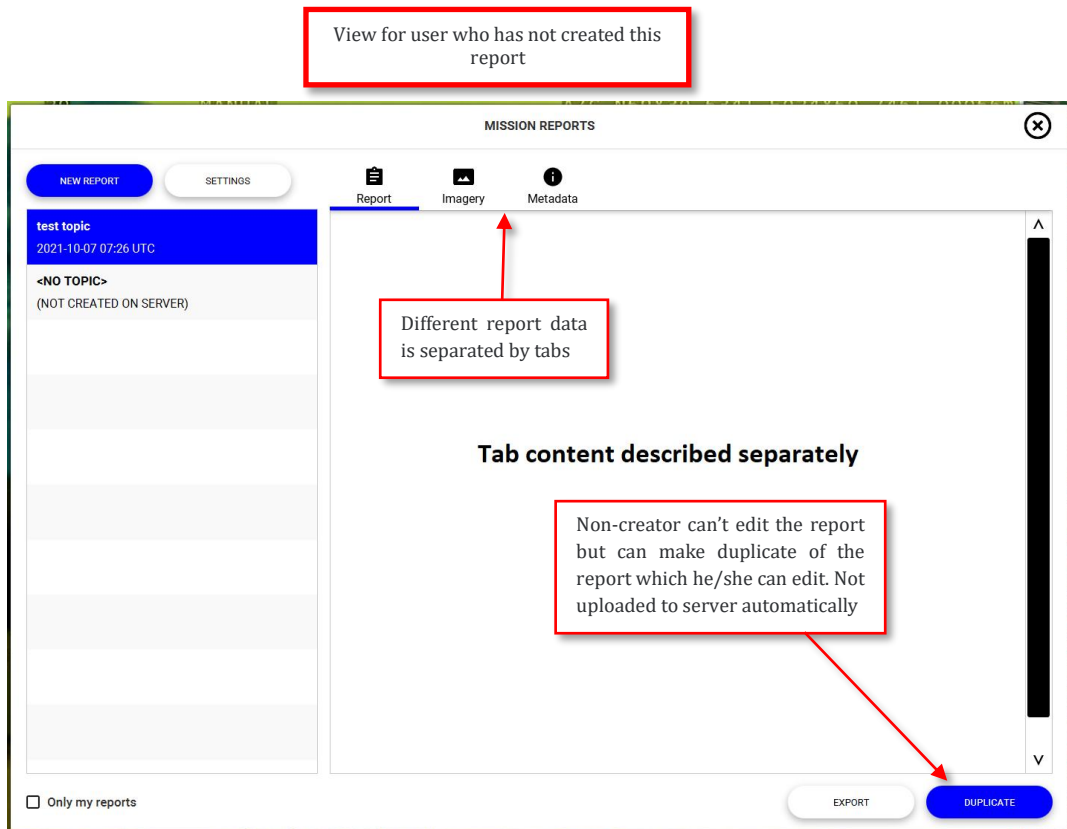 View for user who has not created this
report
MISSION REPORTS
NEW REPORT
SETTINGS
Report
Imagery
Metadata
test topic
2021-10-07 07:26 UTC
<NO TOPIC>
(NOT CREATED ON SERVER)
Different report data
is separated by tabs
Tab content described separately
Non-creator can’t edit the report
but can make duplicate of the
report which he/she can edit. Not
uploaded to server automatically
Only my reports
EXPORT
DUPLICATE